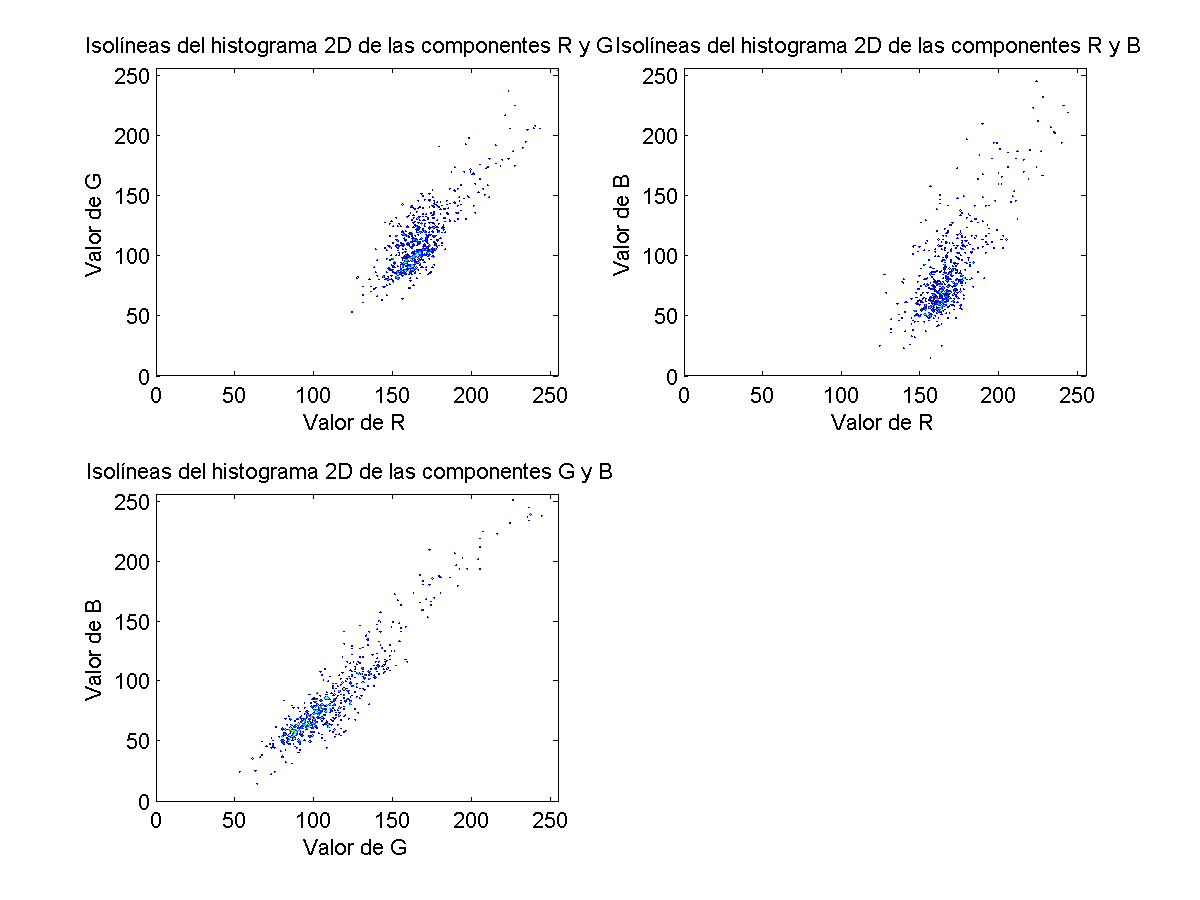 Isolíneas del histograma 2D de las componentes R y G
250
200
150
100
50
0
0 50 100 150 200 250
Valor de G
Valor de R
Isolíneas del histograma 2D de las componentes R y B
250
200
150
100
50
0
0 50 100 150 200 250
Valor de B
Valor de R
Isolíneas del histograma 2D de las componentes G y B
250
200
150
100
50
0
0 50 100 150 200 250
Valor de B
Valor de G